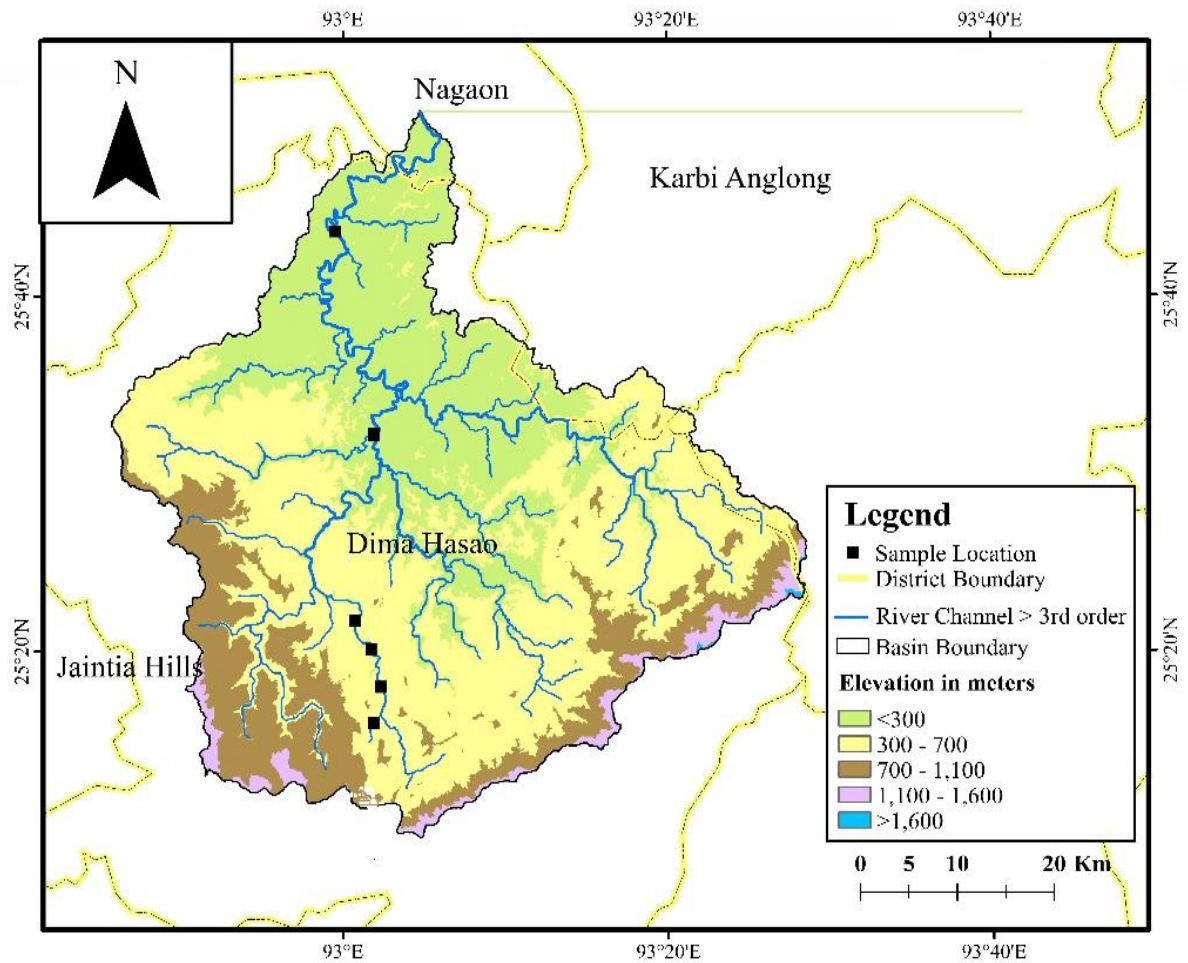 93°E 93°20'E 93°40'E
N
Nagaon
Karbi Anglong
25°40'N 25°40'N
Legend
Sample Location
Dima Hasao
District Boundary
River Channel > 3rd order
25°20'N 25°20'N
Basin Boundary
Jaintia Hills
Elevation in meters
<300
300 - 700
700 - 1,100
1,100 - 1,600
>1,600
0 5 10 20 Km
93°E 93°20'E 93°40'E